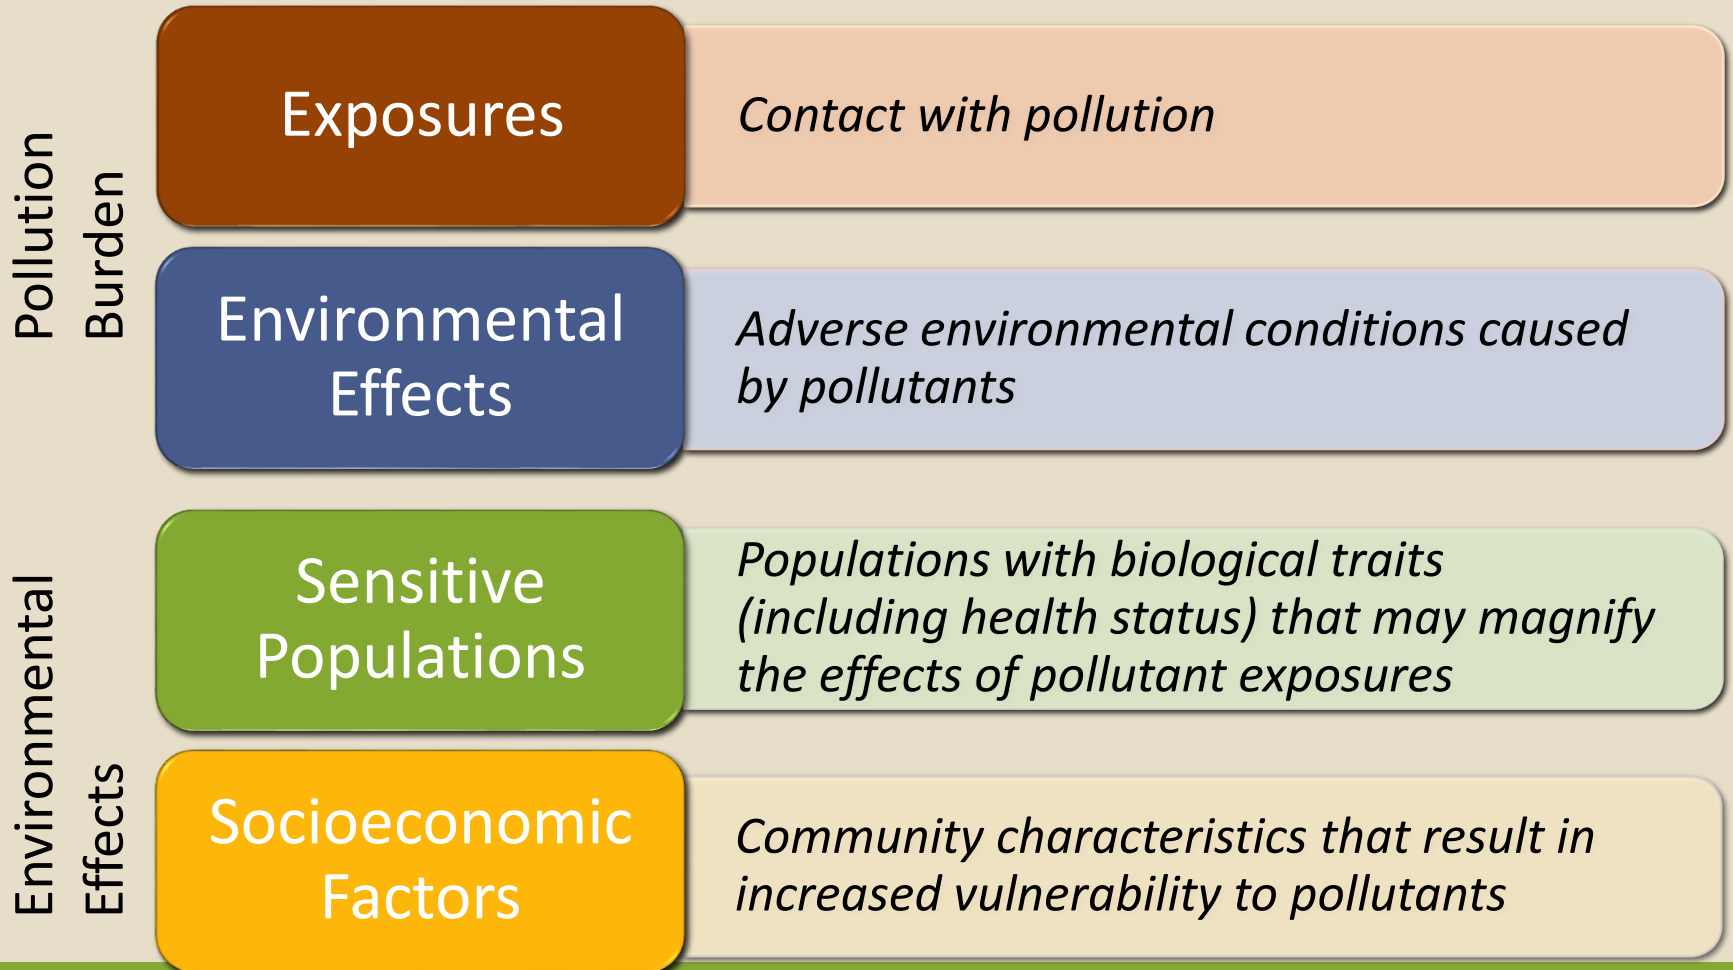 Pollution
Burden
Exposures
Contact with pollution
Environmental
Effects
Adverse environmental conditions caused
by pollutants
Environmental
Effects
Sensitive
Populations
Populations with biological traits
(including health status) that may magnify
the effects of pollutant exposures
Socioeconomic
Factors
Community characteristics that result in
increased vulnerability to pollutants